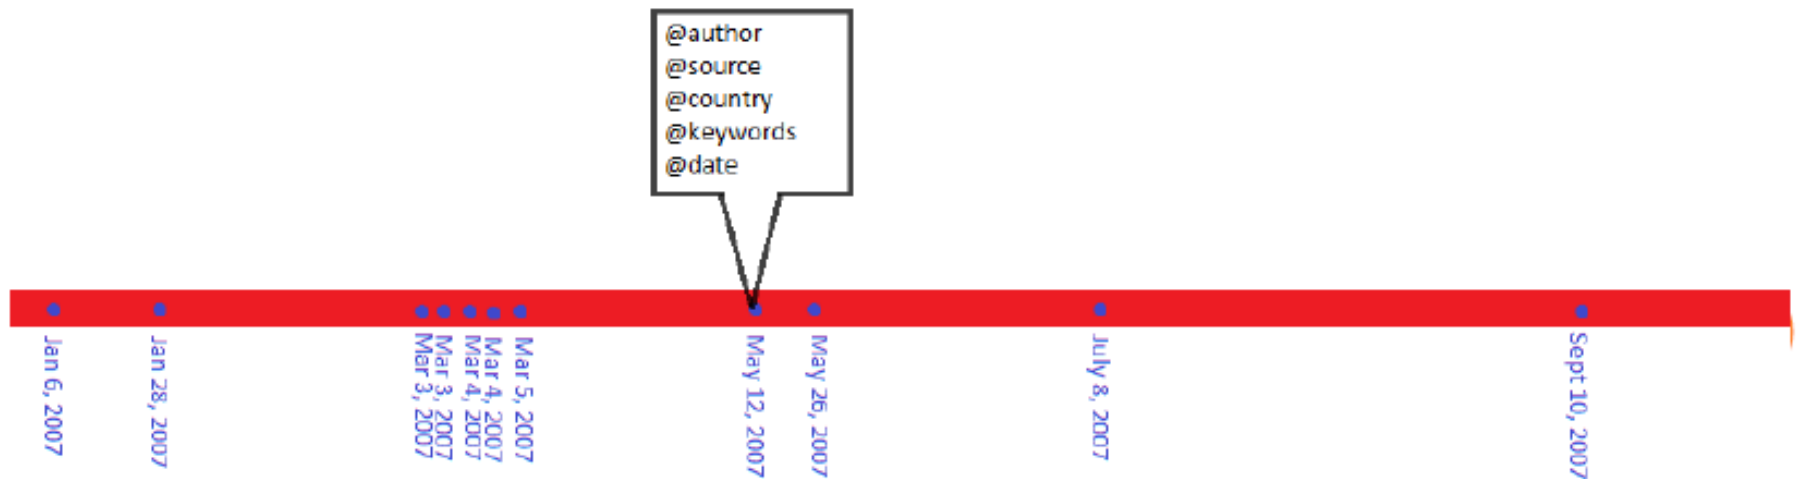 @author
@source
@country
@keywords
@date
Jan 6, 2007
Jan 28, 2007
Mar 3, 2007
Mar 3, 2007
Mar 4, 2007
Mar 4, 2007
Mar 5, 2007
May 12, 2007
May 26, 2007
July 8, 2007
Sept 10, 2007